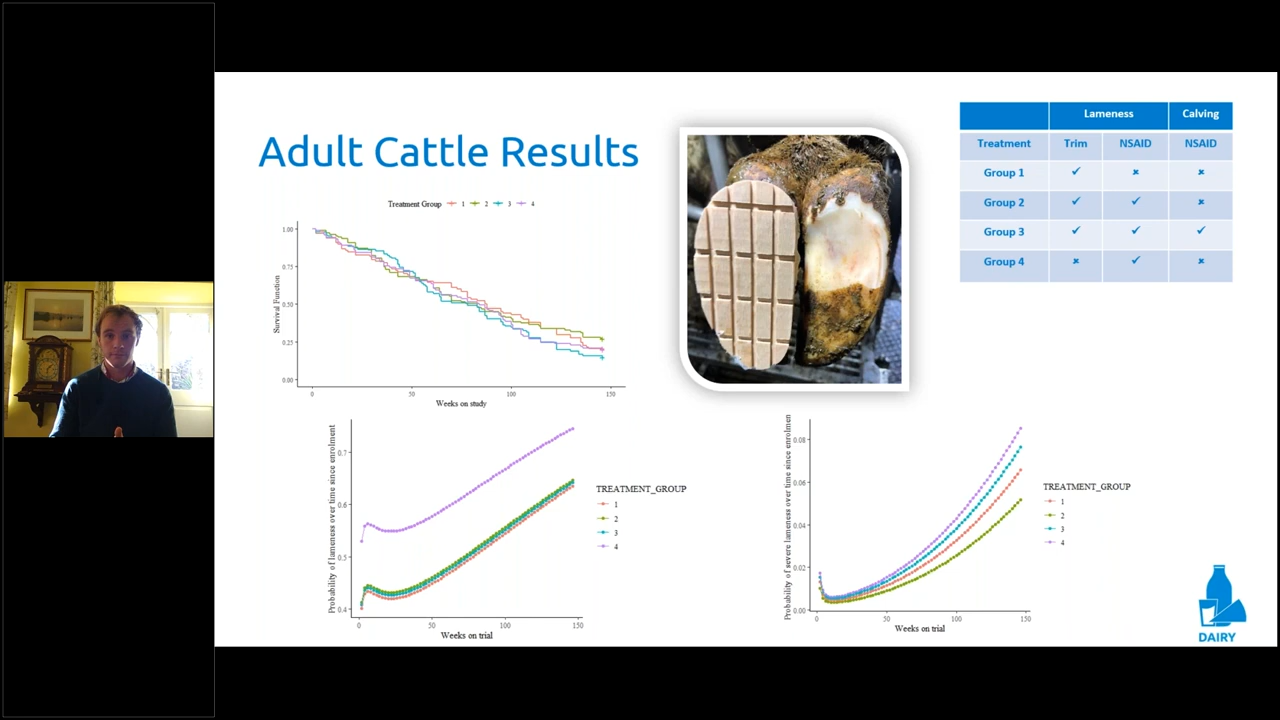 Adult Cattle Results
Treatment Group 1 2 3 4
Survival Function
1.00
0.75
0.50
0.25
0.00
0 50 100 150
Weeks on study
Lameness Calving
Treatment Trim NSAID NSAID
Group 1 ✓ × ×
Group 2 ✓ ✓ ×
Group 3 ✓ ✓ ✓
Group 4 × ✓ ×
Probability of lameness over time since enrolment
0.7
0.6
0.5
0.4
0 50 100 150
Weeks on trial
TREATMENT_GROUP
1
2
3
4
Probability of severe lameness over time since enrolmen
0.08
0.06
0.04
0.02
0.00
0 50 100 150
Weeks on trial
TREATMENT_GROUP
1
2
3
4
DAIRY